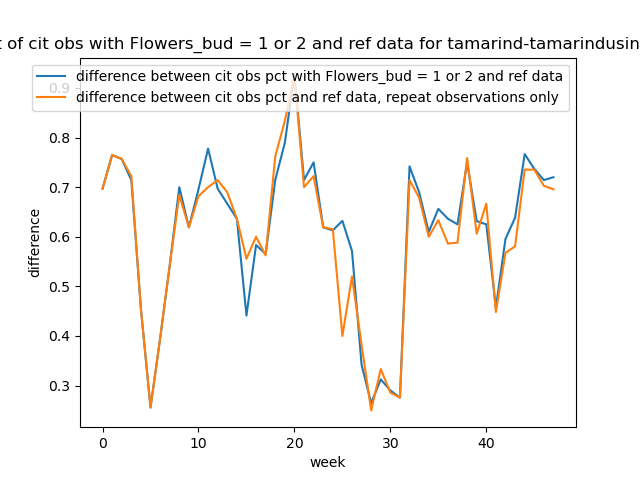 t of cit obs with Flowers_bud = 1 or 2 and ref data for tamarind-tamarindusin
difference between cit obs pct with Flowers_bud = 1 or 2 and ref data
difference between cit obs pct and ref data, repeat observations only
0.9
0.8
0.7
0.6
0.5
0.4
0.3
difference
0 10 20 30 40
week